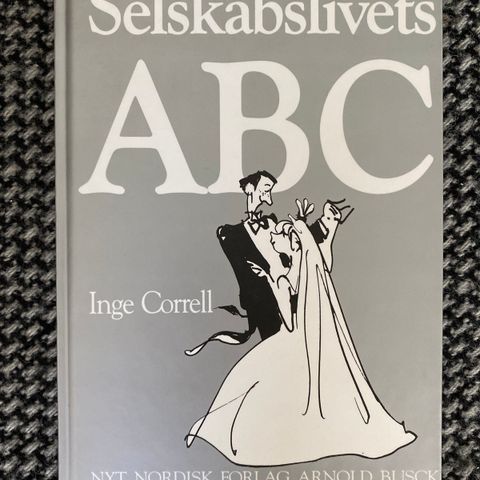 Selskabslivets
ABC
Inge Correll
NYT NORDISK FORLAG ARNOLD BUSCK